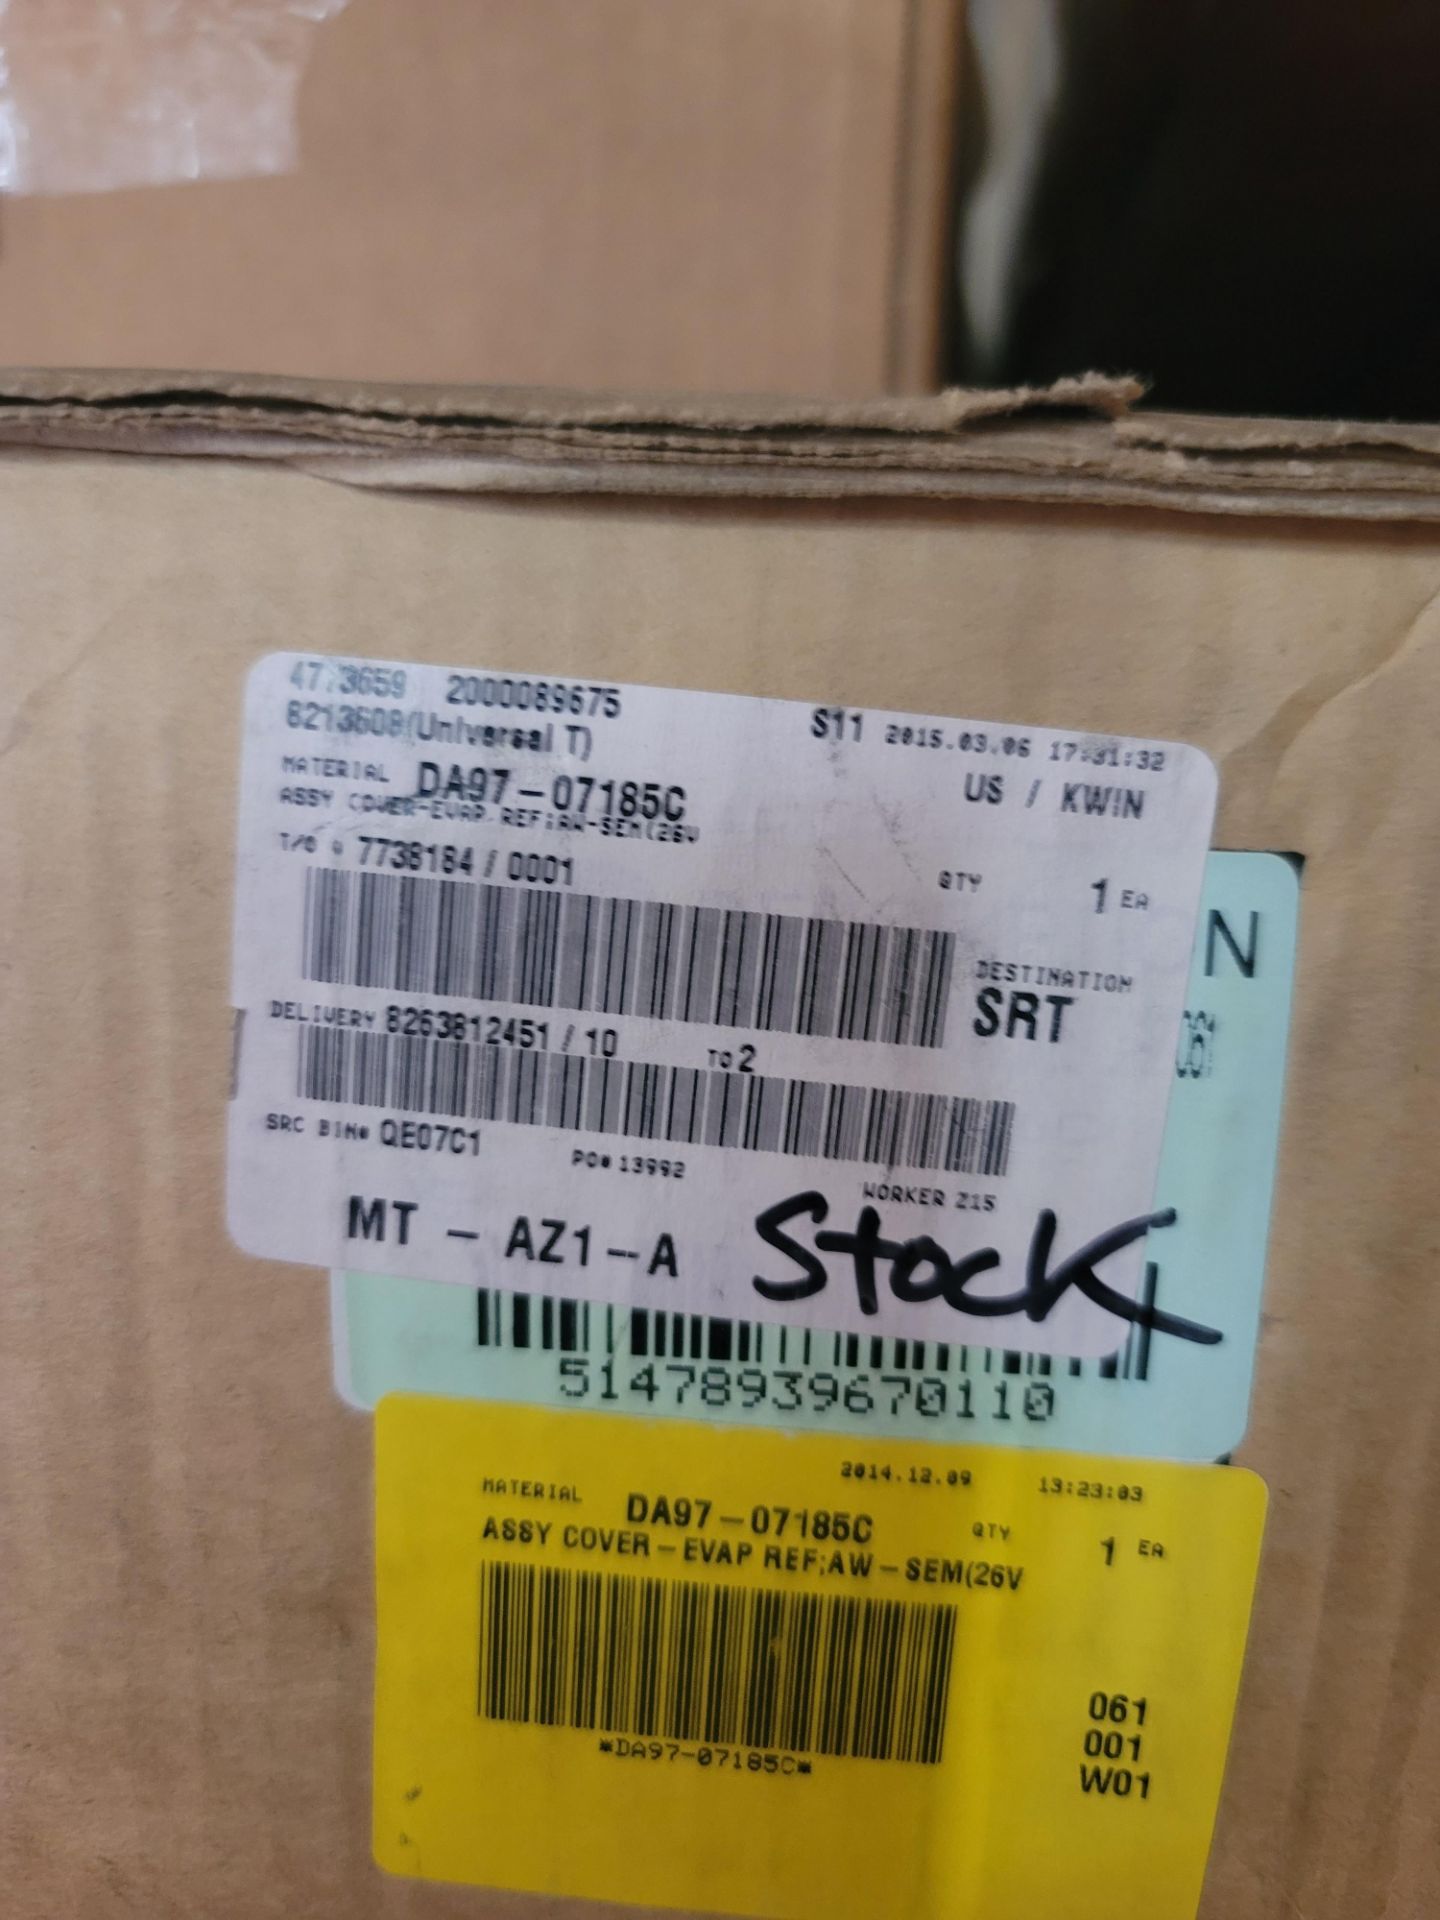 2000089675
8213608(Universal T)
S11 2015.03.06 17:31:32
US / KWIN
MATERIAL DA97-07185C
ASSY COVER-EVAP REF;AW-SEM(26V
7738184 / 0001
QTY 1 EA
DESTINATION
SRT
DELIVERY 8263812451 / 10 TO 2
SRC BIN# QE07C1
PO# 13992
WORKER Z15
MT - AZ1-A Stock
N
51478939670110
2014.12.09 13:23:03
MATERIAL DA97-07185C QTY 1 EA
ASSY COVER-EVAP REF;AW-SEM(26V
*DA97-07185C*
061
001
W01